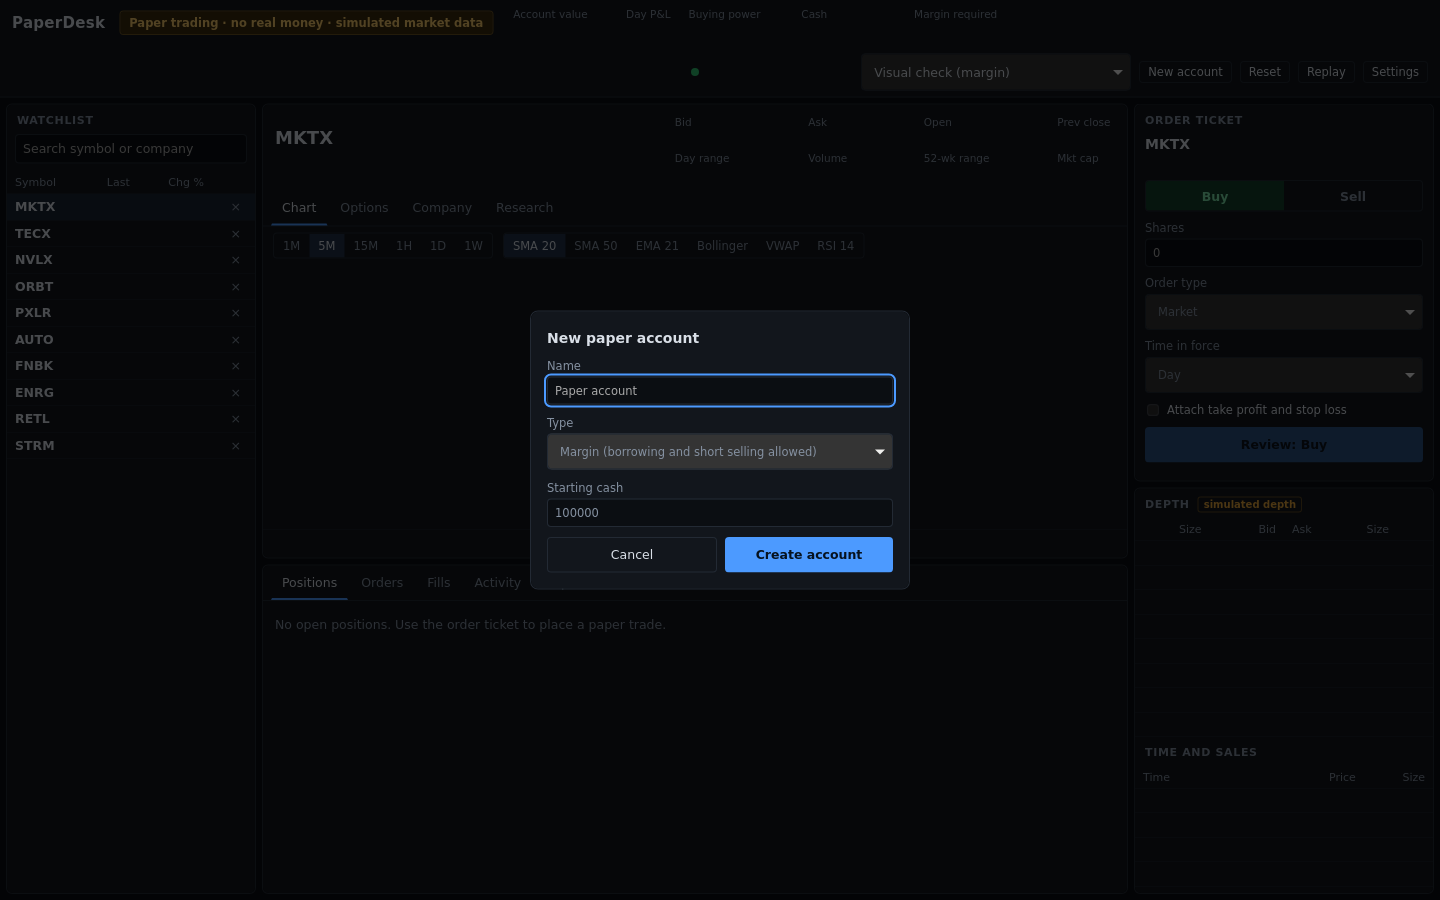 PaperDesk
Paper trading · no real money · simulated market data
Account value Day P&L Buying power Cash Margin required
Visual check (margin)
New account Reset Replay Settings
WATCHLIST
Search symbol or company
Symbol Last Chg %
MKTX ×
TECX ×
NVLX ×
ORBT ×
PXLR ×
AUTO ×
FNBK ×
ENRG ×
RETL ×
STRM ×
MKTX
Bid Ask Open Prev close
Day range Volume 52-wk range Mkt cap
Chart Options Company Research
1M 5M 15M 1H 1D 1W SMA 20 SMA 50 EMA 21 Bollinger VWAP RSI 14
New paper account
Name
Paper account
Type
Margin (borrowing and short selling allowed)
Starting cash
100000
Cancel Create account
Positions Orders Fills Activity
No open positions. Use the order ticket to place a paper trade.
ORDER TICKET
MKTX
Buy Sell
Shares
0
Order type
Market
Time in force
Day
Attach take profit and stop loss
Review: Buy
DEPTH simulated depth
Size Bid Ask Size
TIME AND SALES
Time Price Size